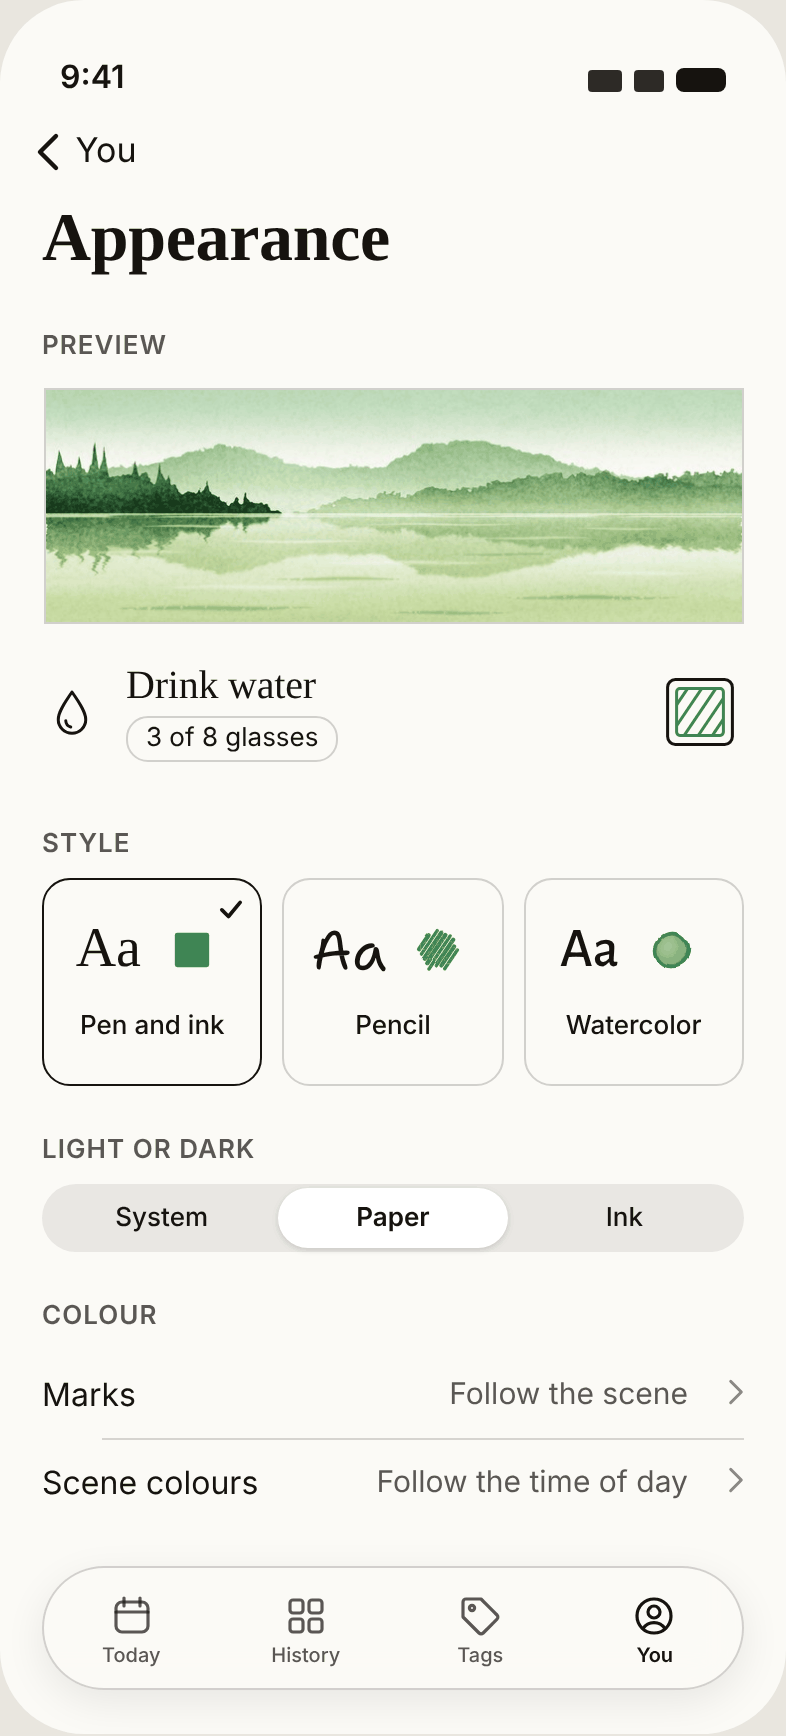 9:41
You
Appearance
PREVIEW
Drink water
3 of 8 glasses
STYLE
Aa
Aa
Aa
Pen and ink
Pencil
Watercolor
LIGHT OR DARK
System
Paper
Ink
COLOUR
Marks
Follow the scene
Scene colours
Follow the time of day
Today
History
Tags
You